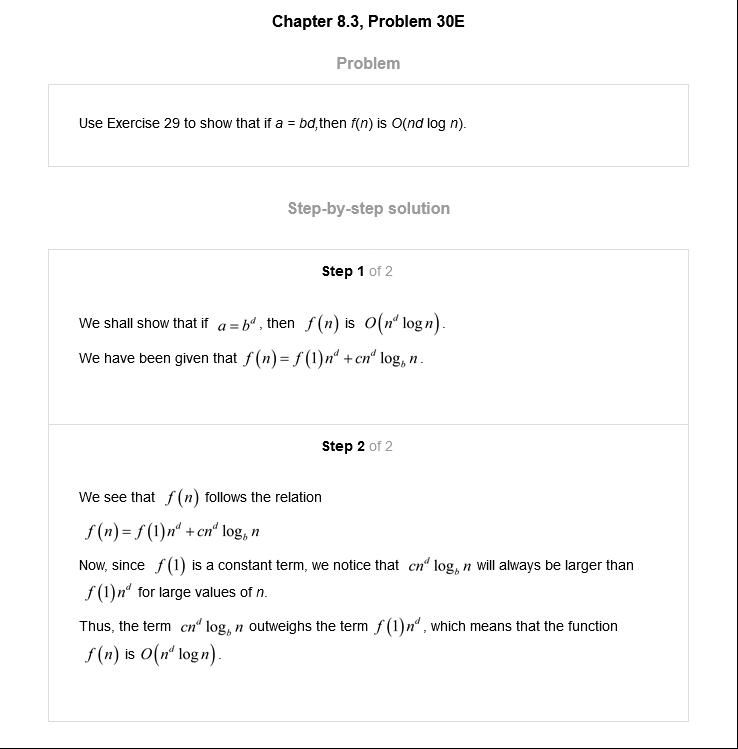 Chapter 8.3, Problem 30E
Problem
Use Exercise 29 to show that if a = bd,then f(n) is O(nd log n).
Step-by-step solution
Step 1 of 2
We shall show that if a = b^d, then f(n) is O(n^d log n).
We have been given that f(n) = f(1)n^d + cn^d log_b n.
Step 2 of 2
We see that f(n) follows the relation
f(n) = f(1)n^d + cn^d log_b n
Now, since f(1) is a constant term, we notice that cn^d log_b n will always be larger than
f(1)n^d for large values of n.
Thus, the term cn^d log_b n outweighs the term f(1)n^d, which means that the function
f(n) is O(n^d log n).